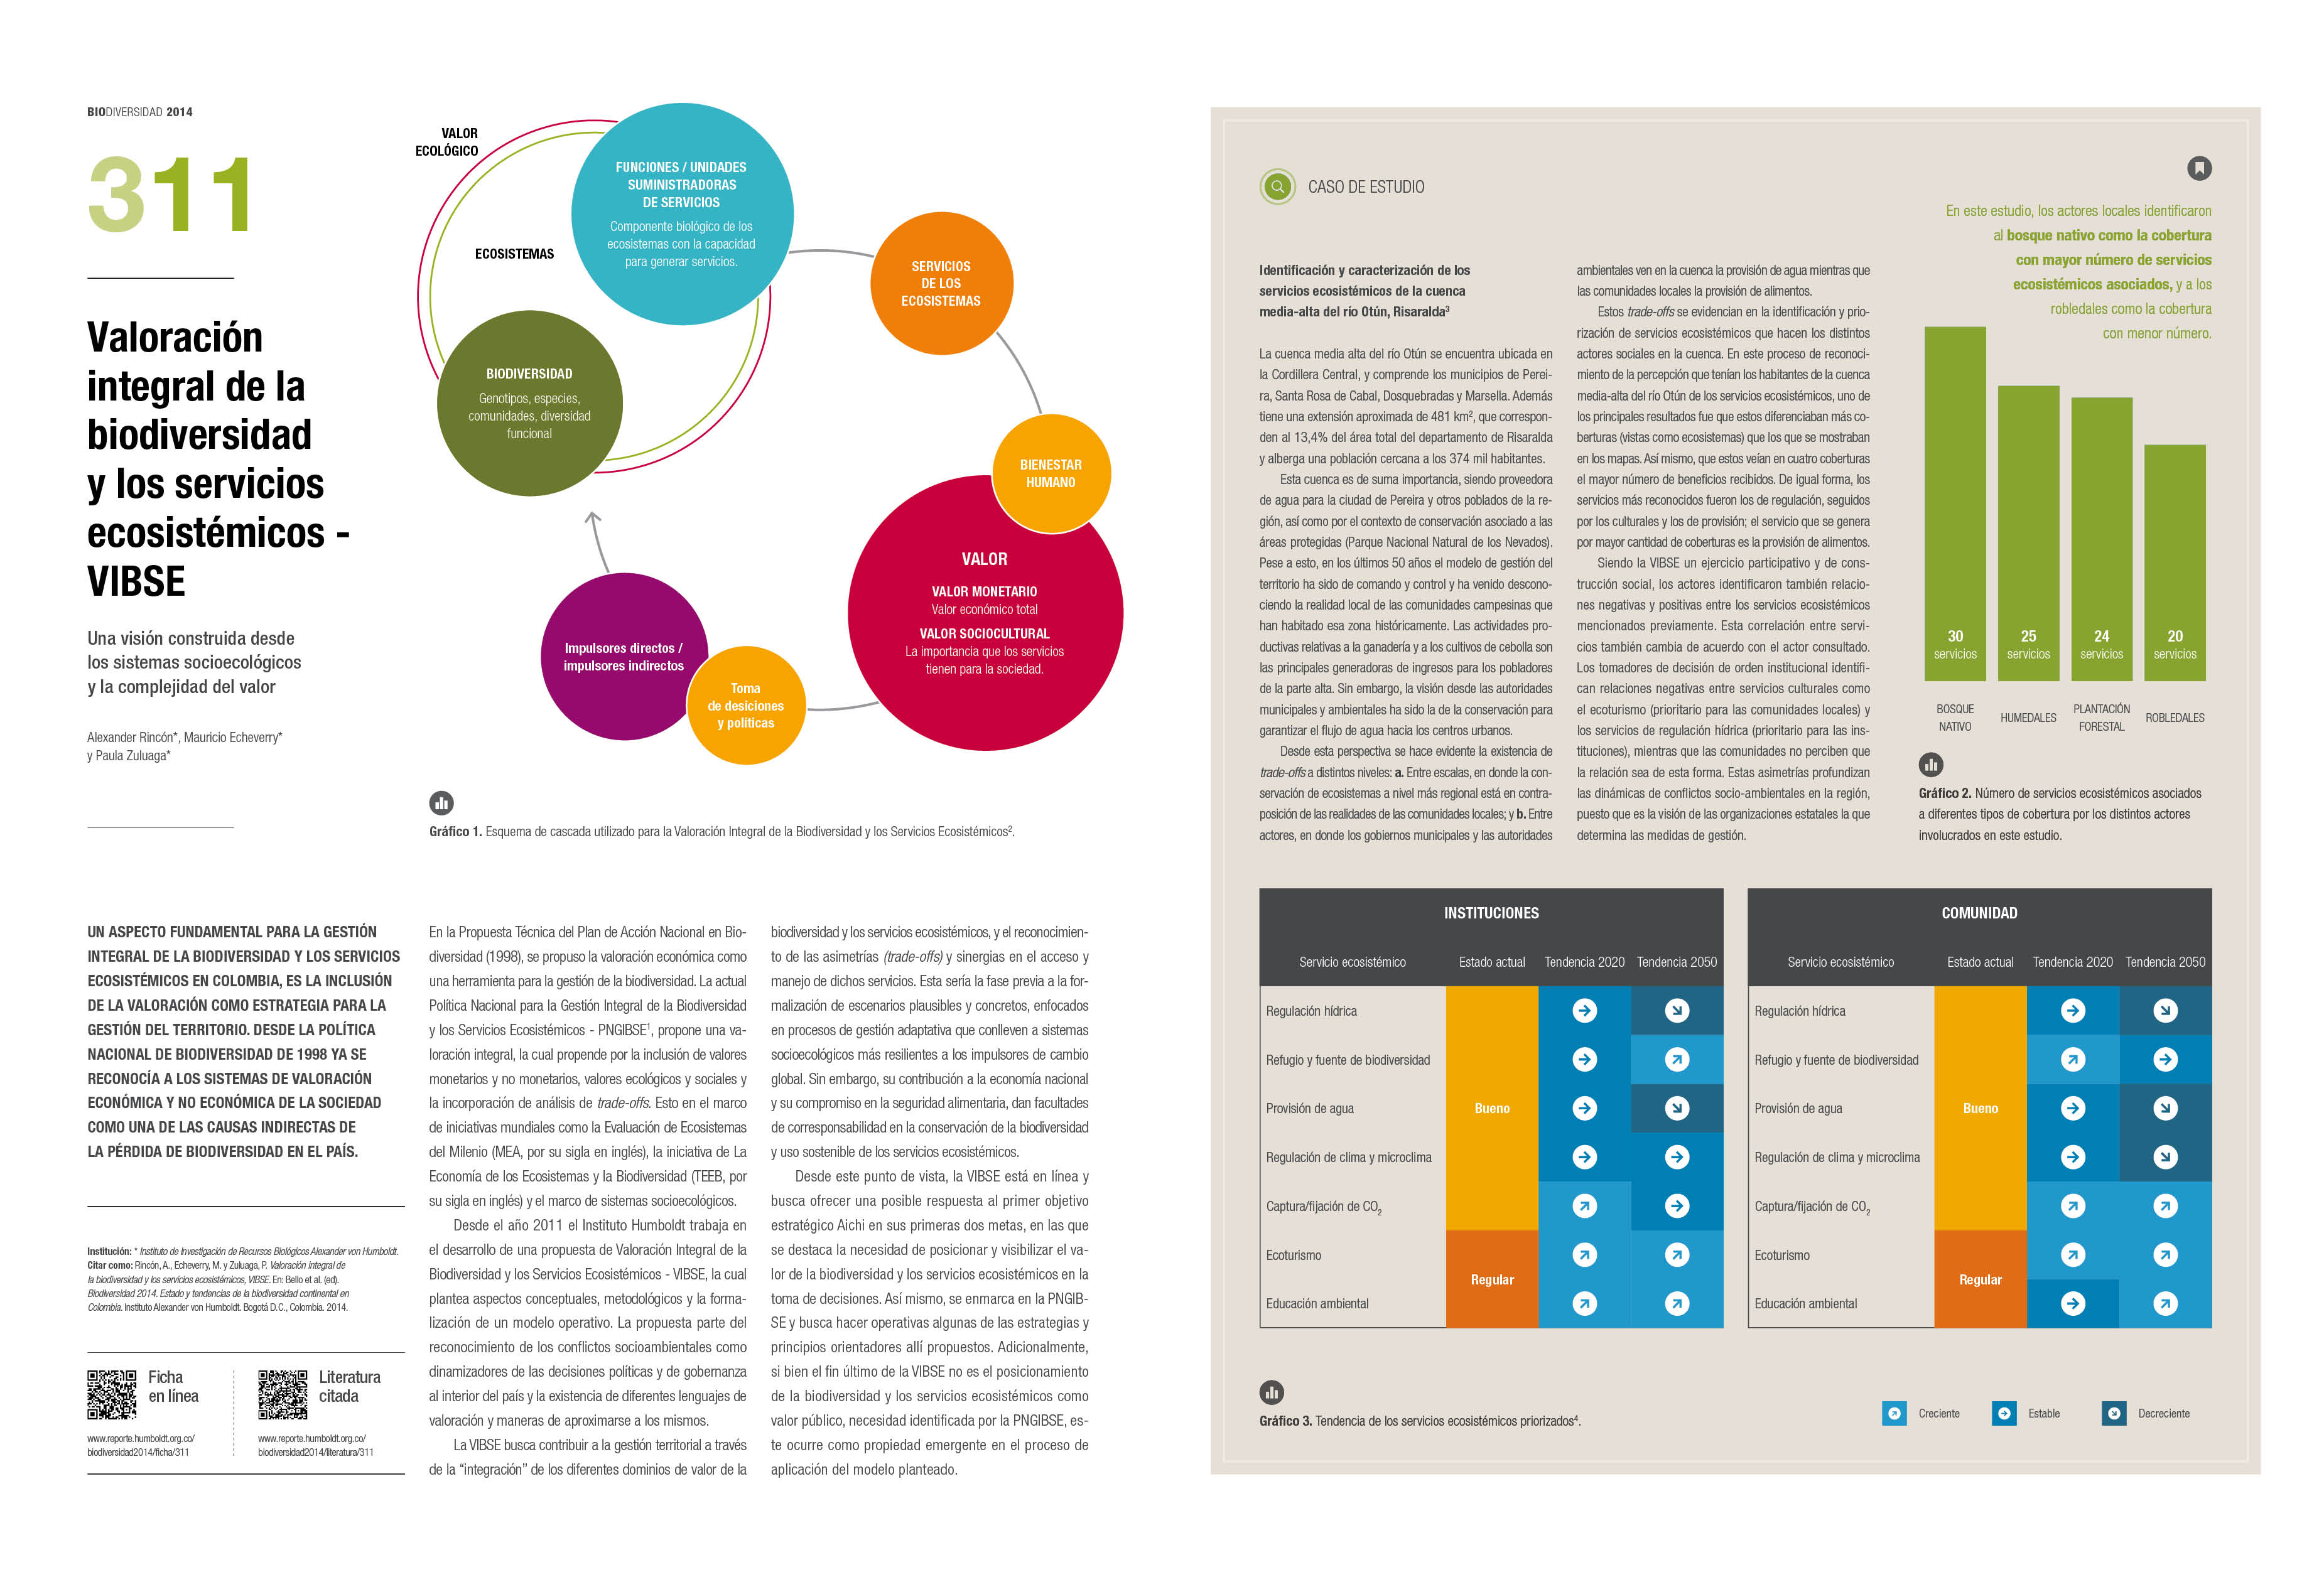 BIODIVERSIDAD 2014
311
Valoración
integral de la
biodiversidad
y los servicios
ecosistémicos -
VIBSE
Una visión construida desde
los sistemas socioecológicos
y la complejidad del valor
Alexander Rincón*, Mauricio Echeverry*
y Paula Zuluaga*
VALOR
ECOLÓGICO
ECOSISTEMAS
FUNCIONES / UNIDADES
SUMINISTRADORAS
DE SERVICIOS
Componente biológico de los
ecosistemas con la capacidad
para generar servicios.
BIODIVERSIDAD
Genotipos, especies,
comunidades, diversidad
funcional
SERVICIOS
DE LOS
ECOSISTEMAS
BIENESTAR
HUMANO
VALOR
VALOR MONETARIO
Valor económico total
VALOR SOCIOCULTURAL
La importancia que los servicios
tienen para la sociedad.
Impulsores directos /
impulsores indirectos
Toma
de desiciones
y políticas
Gráfico 1. Esquema de cascada utilizado para la Valoración Integral de la Biodiversidad y los Servicios Ecosistémicos².
UN ASPECTO FUNDAMENTAL PARA LA GESTIÓN
INTEGRAL DE LA BIODIVERSIDAD Y LOS SERVICIOS
ECOSISTÉMICOS EN COLOMBIA, ES LA INCLUSIÓN
DE LA VALORACIÓN COMO ESTRATEGIA PARA LA
GESTIÓN DEL TERRITORIO. DESDE LA POLÍTICA
NACIONAL DE BIODIVERSIDAD DE 1998 YA SE
RECONOCÍA A LOS SISTEMAS DE VALORACIÓN
ECONÓMICA Y NO ECONÓMICA DE LA SOCIEDAD
COMO UNA DE LAS CAUSAS INDIRECTAS DE
LA PÉRDIDA DE BIODIVERSIDAD EN EL PAÍS.
Institución: * Instituto de Investigación de Recursos Biológicos Alexander von Humboldt.
Citar como: Rincón, A., Echeverry, M. y Zuluaga, P. Valoración integral de
la biodiversidad y los servicios ecosistémicos, VIBSE. En: Bello et al. (ed).
Biodiversidad 2014. Estado y tendencias de la biodiversidad continental en
Colombia. Instituto Alexander von Humboldt. Bogotá D.C., Colombia. 2014.
Ficha
en línea
www.reporte.humboldt.org.co/
biodiversidad2014/ficha/311
Literatura
citada
www.reporte.humboldt.org.co/
biodiversidad2014/literatura/311
En la Propuesta Técnica del Plan de Acción Nacional en Bio-
diversidad (1998), se propuso la valoración económica como
una herramienta para la gestión de la biodiversidad. La actual
Política Nacional para la Gestión Integral de la Biodiversidad
y los Servicios Ecosistémicos - PNGIBSE¹, propone una va-
loración integral, la cual propende por la inclusión de valores
monetarios y no monetarios, valores ecológicos y sociales y
la incorporación de análisis de trade-offs. Esto en el marco
de iniciativas mundiales como la Evaluación de Ecosistemas
del Milenio (MEA, por su sigla en inglés), la iniciativa de La
Economía de los Ecosistemas y la Biodiversidad (TEEB, por
su sigla en inglés) y el marco de sistemas socioecológicos.
Desde el año 2011 el Instituto Humboldt trabaja en
el desarrollo de una propuesta de Valoración Integral de la
Biodiversidad y los Servicios Ecosistémicos - VIBSE, la cual
plantea aspectos conceptuales, metodológicos y la forma-
lización de un modelo operativo. La propuesta parte del
reconocimiento de los conflictos socioambientales como
dinamizadores de las decisiones políticas y de gobernanza
al interior del país y la existencia de diferentes lenguajes de
valoración y maneras de aproximarse a los mismos.
La VIBSE busca contribuir a la gestión territorial a través
de la “integración” de los diferentes dominios de valor de la
biodiversidad y los servicios ecosistémicos, y el reconocimien-
to de las asimetrías (trade-offs) y sinergias en el acceso y
manejo de dichos servicios. Esta sería la fase previa a la for-
malización de escenarios plausibles y concretos, enfocados
en procesos de gestión adaptativa que conlleven a sistemas
socioecológicos más resilientes a los impulsores de cambio
global. Sin embargo, su contribución a la economía nacional
y su compromiso en la seguridad alimentaria, dan facultades
de corresponsabilidad en la conservación de la biodiversidad
y uso sostenible de los servicios ecosistémicos.
Desde este punto de vista, la VIBSE está en línea y
busca ofrecer una posible respuesta al primer objetivo
estratégico Aichi en sus primeras dos metas, en las que
se destaca la necesidad de posicionar y visibilizar el va-
lor de la biodiversidad y los servicios ecosistémicos en la
toma de decisiones. Así mismo, se enmarca en la PNGIB-
SE y busca hacer operativas algunas de las estrategias y
principios orientadores allí propuestos. Adicionalmente,
si bien el fin último de la VIBSE no es el posicionamiento
de la biodiversidad y los servicios ecosistémicos como
valor público, necesidad identificada por la PNGIBSE, es-
te ocurre como propiedad emergente en el proceso de
aplicación del modelo planteado.
CASO DE ESTUDIO
Identificación y caracterización de los
servicios ecosistémicos de la cuenca
media-alta del río Otún, Risaralda³
La cuenca media alta del río Otún se encuentra ubicada en
la Cordillera Central, y comprende los municipios de Perei-
ra, Santa Rosa de Cabal, Dosquebradas y Marsella. Además
tiene una extensión aproximada de 481 km², que correspon-
den al 13,4% del área total del departamento de Risaralda
y alberga una población cercana a los 374 mil habitantes.
Esta cuenca es de suma importancia, siendo proveedora
de agua para la ciudad de Pereira y otros poblados de la re-
gión, así como por el contexto de conservación asociado a las
áreas protegidas (Parque Nacional Natural de los Nevados).
Pese a esto, en los últimos 50 años el modelo de gestión del
territorio ha sido de comando y control y ha venido descono-
ciendo la realidad local de las comunidades campesinas que
han habitado esa zona históricamente. Las actividades pro-
ductivas relativas a la ganadería y a los cultivos de cebolla son
las principales generadoras de ingresos para los pobladores
de la parte alta. Sin embargo, la visión desde las autoridades
municipales y ambientales ha sido la de la conservación para
garantizar el flujo de agua hacia los centros urbanos.
Desde esta perspectiva se hace evidente la existencia de
trade-offs a distintos niveles: a. Entre escalas, en donde la con-
servación de ecosistemas a nivel más regional está en contra-
posición de las realidades de las comunidades locales; y b. Entre
actores, en donde los gobiernos municipales y las autoridades
ambientales ven en la cuenca la provisión de agua mientras que
las comunidades locales la provisión de alimentos.
Estos trade-offs se evidencian en la identificación y prio-
rización de servicios ecosistémicos que hacen los distintos
actores sociales en la cuenca. En este proceso de reconoci-
miento de la percepción que tenían los habitantes de la cuenca
media-alta del río Otún de los servicios ecosistémicos, uno de
los principales resultados fue que estos diferenciaban más co-
berturas (vistas como ecosistemas) que los que se mostraban
en los mapas. Así mismo, que estos veían en cuatro coberturas
el mayor número de beneficios recibidos. De igual forma, los
servicios más reconocidos fueron los de regulación, seguidos
por los culturales y los de provisión; el servicio que se genera
por mayor cantidad de coberturas es la provisión de alimentos.
Siendo la VIBSE un ejercicio participativo y de cons-
trucción social, los actores identificaron también relacio-
nes negativas y positivas entre los servicios ecosistémicos
mencionados previamente. Esta correlación entre servi-
cios también cambia de acuerdo con el actor consultado.
Los tomadores de decisión de orden institucional identifi-
can relaciones negativas entre servicios culturales como
el ecoturismo (prioritario para las comunidades locales) y
los servicios de regulación hídrica (prioritario para las ins-
tituciones), mientras que las comunidades no perciben que
la relación sea de esta forma. Estas asimetrías profundizan
las dinámicas de conflictos socio-ambientales en la región,
puesto que es la visión de las organizaciones estatales la que
determina las medidas de gestión.
En este estudio, los actores locales identificaron
al bosque nativo como la cobertura
con mayor número de servicios
ecosistémicos asociados, y a los
robledales como la cobertura
con menor número.
30 25 24 20
servicios servicios servicios servicios
BOSQUE
NATIVO
HUMEDALES
PLANTACIÓN
FORESTAL
ROBLEDALES
Gráfico 2. Número de servicios ecosistémicos asociados
a diferentes tipos de cobertura por los distintos actores
involucrados en este estudio.
INSTITUCIONES
Servicio ecosistémico Estado actual Tendencia 2020 Tendencia 2050
Regulación hídrica
Refugio y fuente de biodiversidad
Provisión de agua Bueno
Regulación de clima y microclima
Captura/fijación de CO₂
Ecoturismo
Regular
Educación ambiental
COMUNIDAD
Servicio ecosistémico Estado actual Tendencia 2020 Tendencia 2050
Regulación hídrica
Refugio y fuente de biodiversidad
Provisión de agua Bueno
Regulación de clima y microclima
Captura/fijación de CO₂
Ecoturismo
Regular
Educación ambiental
Gráfico 3. Tendencia de los servicios ecosistémicos priorizados⁴.
Creciente Estable Decreciente